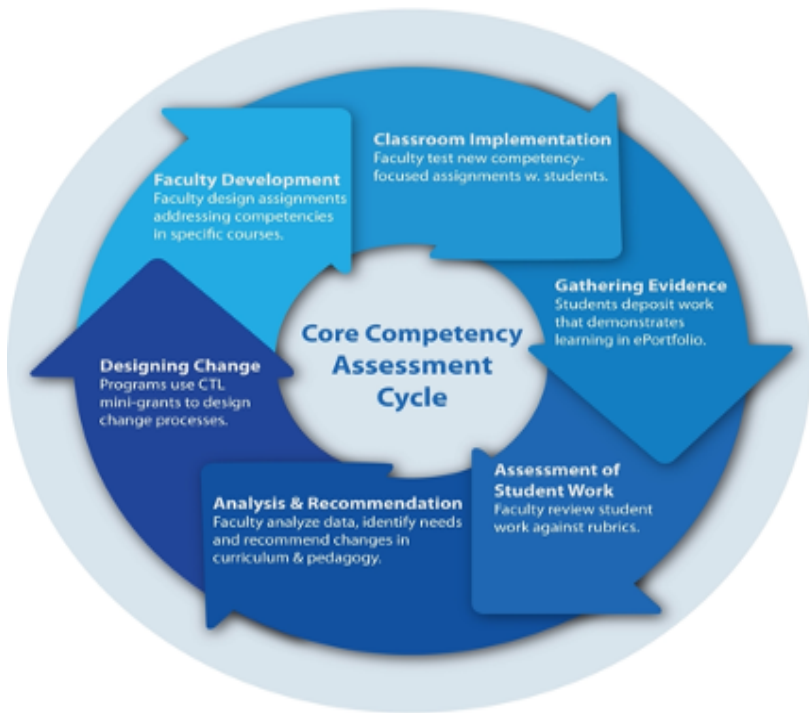 Classroom Implementation
Faculty test new competency-
focused assignments w. students.
Gathering Evidence
Students deposit work
that demonstrates
learning in ePortfolio.
Assessment of
Student Work
Faculty review student
work against rubrics.
Analysis & Recommendation
Faculty analyze data, identify needs
and recommend changes in
curriculum & pedagogy.
Designing Change
Programs use CTL
mini-grants to design
change processes.
Faculty Development
Faculty design assignments
addressing competencies
in specific courses.
Core Competency
Assessment
Cycle